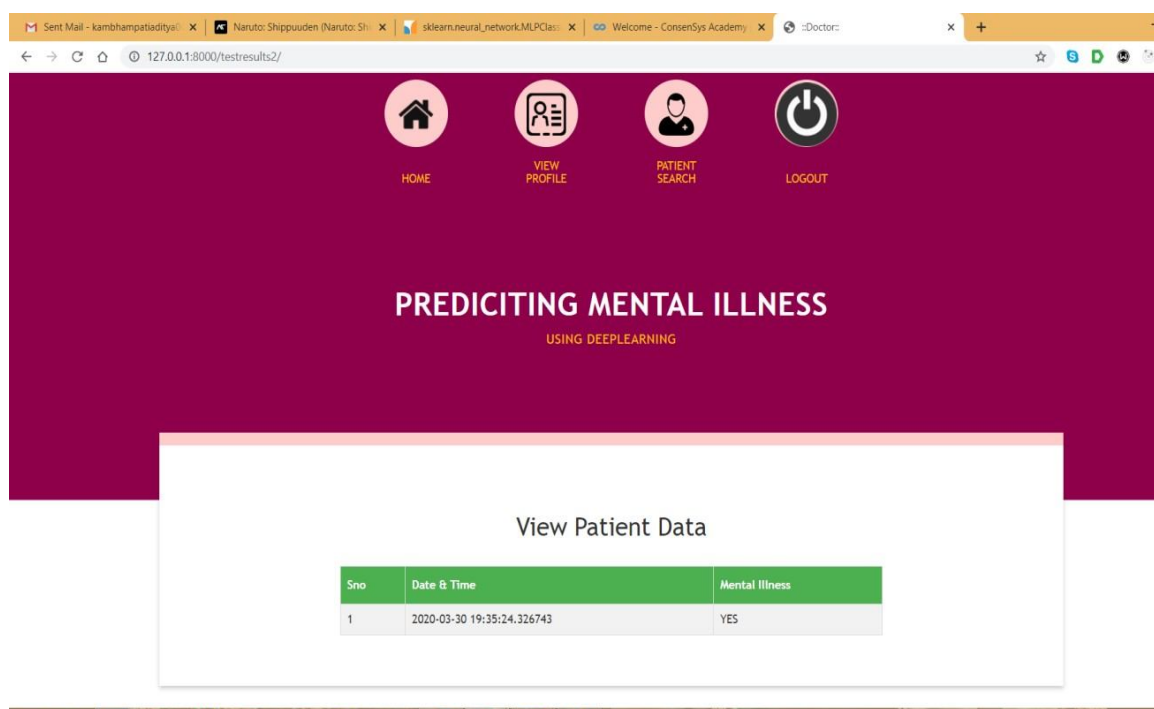 Sent Mail - kambhampatiaditya0
Naruto: Shippuuden (Naruto: Shi
sklearn.neural_network.MLPClass
Welcome - ConsenSys Academy
::Doctor::
127.0.0.1:8000/testresults2/
HOME
VIEW
PROFILE
PATIENT
SEARCH
LOGOUT
PREDICITING MENTAL ILLNESS
USING DEEPLEARNING
View Patient Data
Sno Date & Time Mental Illness
1 2020-03-30 19:35:24.326743 YES